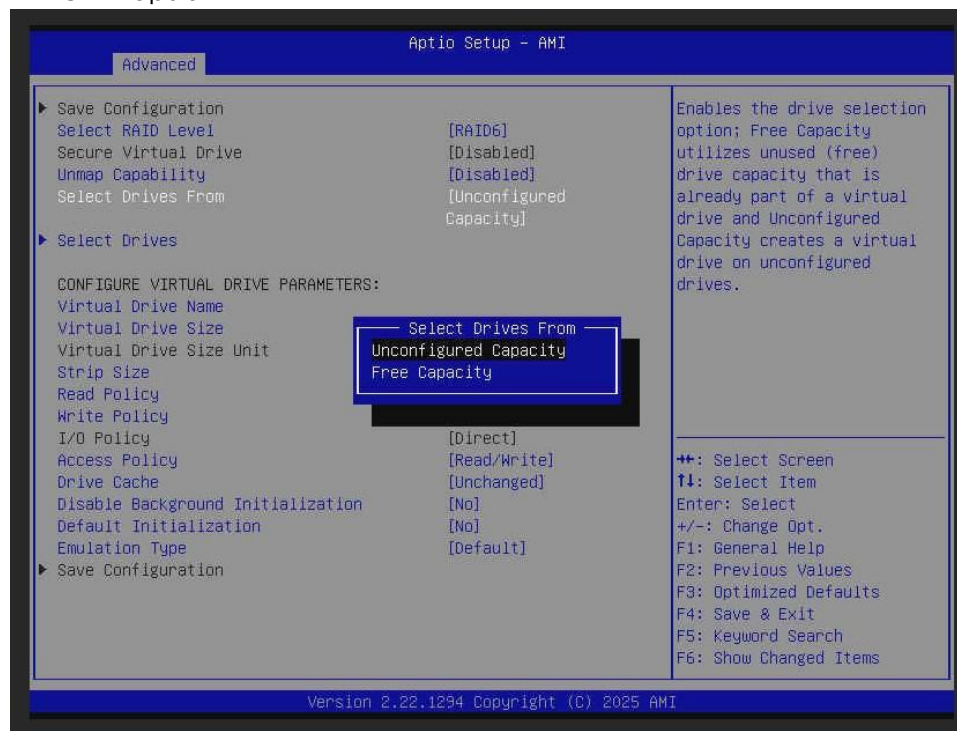 Aptio Setup - AMI
Advanced
Save Configuration
Select RAID Level [RAID6]
Secure Virtual Drive [Disabled]
Unmap Capability [Disabled]
Select Drives From [Unconfigured
Capacity]
Select Drives
CONFIGURE VIRTUAL DRIVE PARAMETERS:
Virtual Drive Name
Virtual Drive Size
Virtual Drive Size Unit
Strip Size
Read Policy
Write Policy
I/O Policy [Direct]
Access Policy [Read/Write]
Drive Cache [Unchanged]
Disable Background Initialization [No]
Default Initialization [No]
Emulation Type [Default]
Save Configuration
Select Drives From
Unconfigured Capacity
Free Capacity
Enables the drive selection
option; Free Capacity
utilizes unused (free)
drive capacity that is
already part of a virtual
drive and Unconfigured
Capacity creates a virtual
drive on unconfigured
drives.
→←: Select Screen
↑↓: Select Item
Enter: Select
+/-: Change Opt.
F1: General Help
F2: Previous Values
F3: Optimized Defaults
F4: Save & Exit
F5: Keyword Search
F6: Show Changed Items
Version 2.22.1294 Copyright (C) 2025 AMI